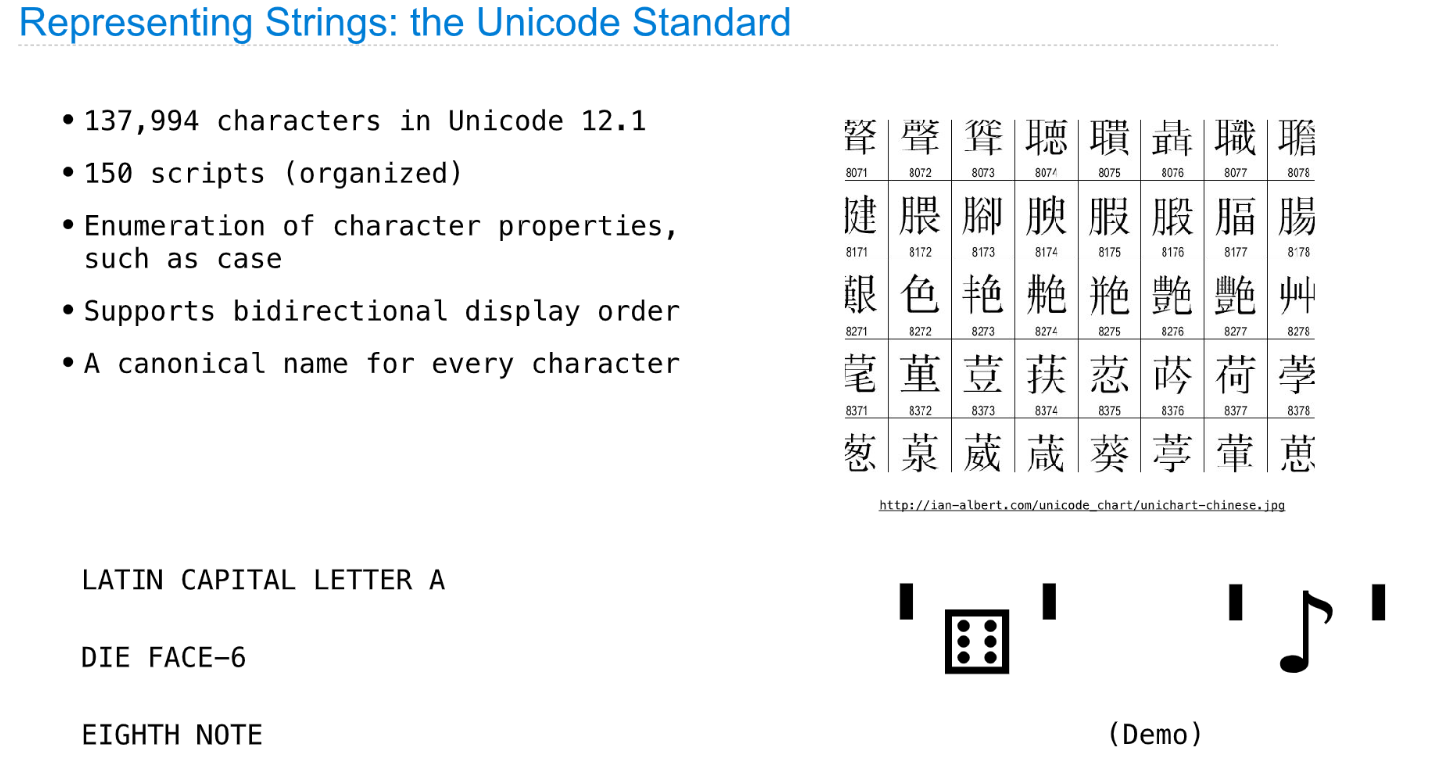 Representing Strings: the Unicode Standard
• 137,994 characters in Unicode 12.1
• 150 scripts (organized)
• Enumeration of character properties,
such as case
• Supports bidirectional display order
• A canonical name for every character
聱 聲 聳 聴 聵 聶 職 聸
8071 8072 8073 8074 8075 8076 8077 8078
腱 腲 腳 腴 腵 腶 腷 腸
8171 8172 8173 8174 8175 8176 8177 8178
艱 色 艳 艴 艵 艶 艷 艸
8271 8272 8273 8274 8275 8276 8277 8278
荱 荲 荳 荴 荵 荶 荷 荸
8371 8372 8373 8374 8375 8376 8377 8378
葱 葲 葳 葴 葵 葶 葷 葸
http://ian-albert.com/unicode_chart/unichart-chinese.jpg
LATIN CAPITAL LETTER A
DIE FACE-6
EIGHTH NOTE
'⚅' '♪'
(Demo)